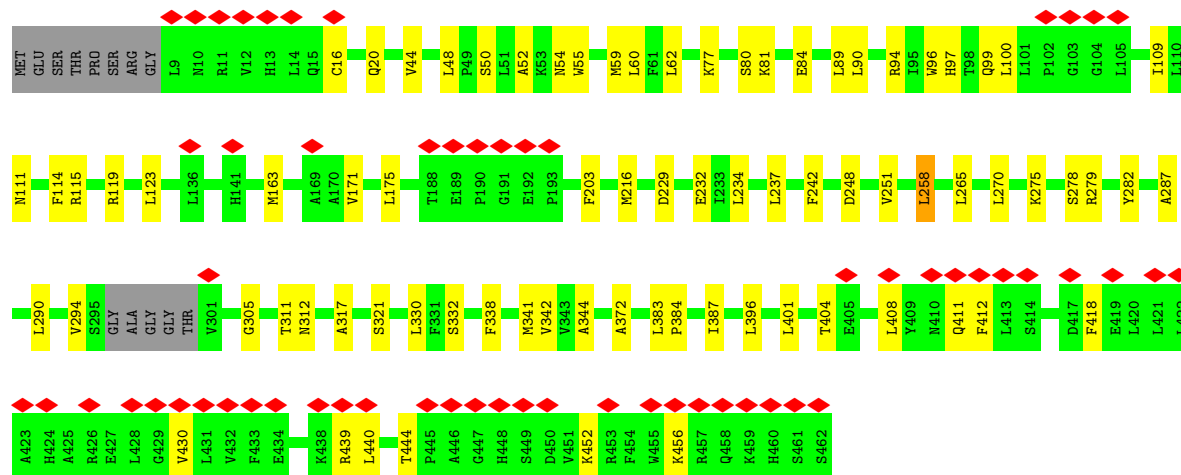 MET GLU SER THR PRO SER ARG GLY L9 N10 R11 V12 H13 L14 Q15 C16 Q20 V44 L48 P49 S50 L51 A52 K53 N54 W55 M59 L60 F61 L62 K77 S80 K81 E84 L89 L90 R94 I95 W96 H97 T98 Q99 L100 L101 P102 G103 G104 L105 I109 L110
N111 F114 R115 R119 L123 L136 H141 M163 A169 A170 V171 L175 T188 E189 P190 G191 E192 P193 F203 M216 D229 E232 I233 L234 L237 F242 D248 V251 L258 L265 L270 K275 S278 R279 Y282 A287
L290 V294 S295 GLY ALA GLY GLY THR V301 G305 T311 N312 A317 S321 L330 F331 S332 F338 M341 V342 V343 A344 A372 L383 P384 I387 L396 L401 T404 E405 L408 Y409 N410 Q411 F412 L413 S414 D417 F418 E419 L420 L421 L422
A423 H424 A425 R426 E427 L428 G429 V430 L431 V432 F433 E434 K438 R439 L440 T444 P445 A446 G447 H448 S449 D450 V451 K452 R453 F454 W455 K456 R457 Q458 K459 H460 S461 S462